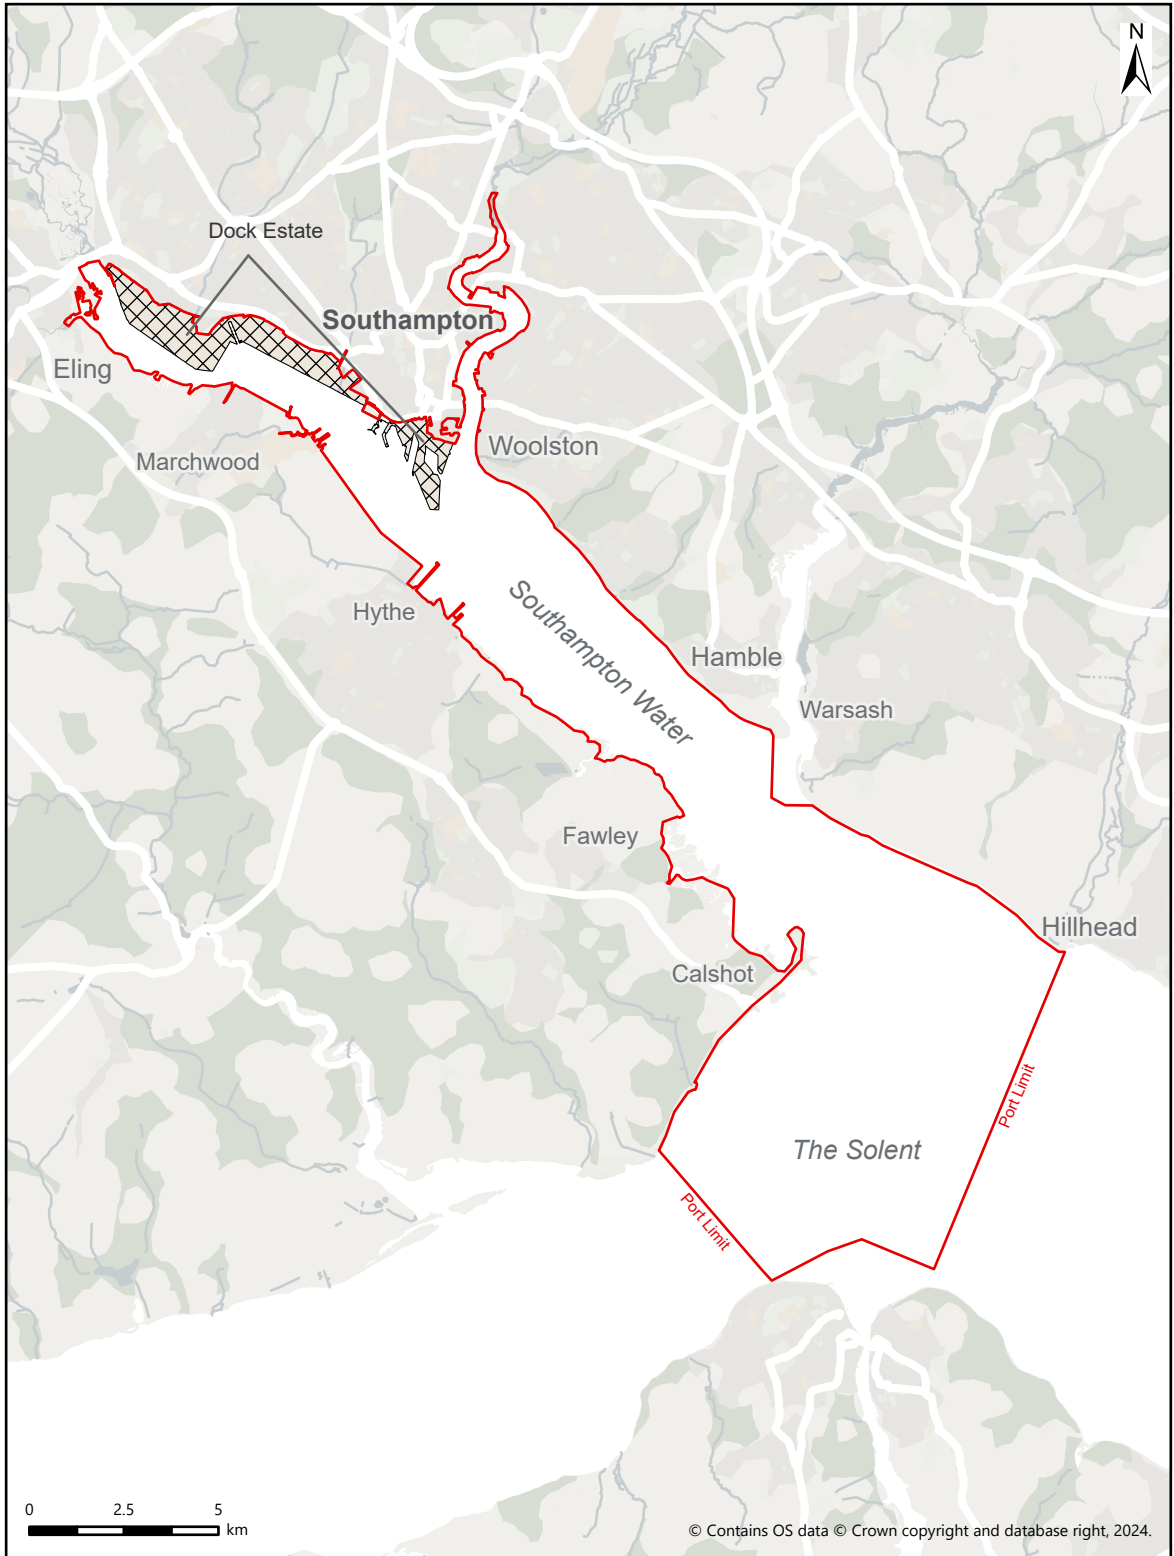 N
Dock Estate
Southampton
Eling
Woolston
Marchwood
Hythe
Southampton Water
Hamble
Warsash
Fawley
Hillhead
Calshot
Port Limit
The Solent
Port Limit
0 2.5 5
km
© Contains OS data © Crown copyright and database right, 2024.